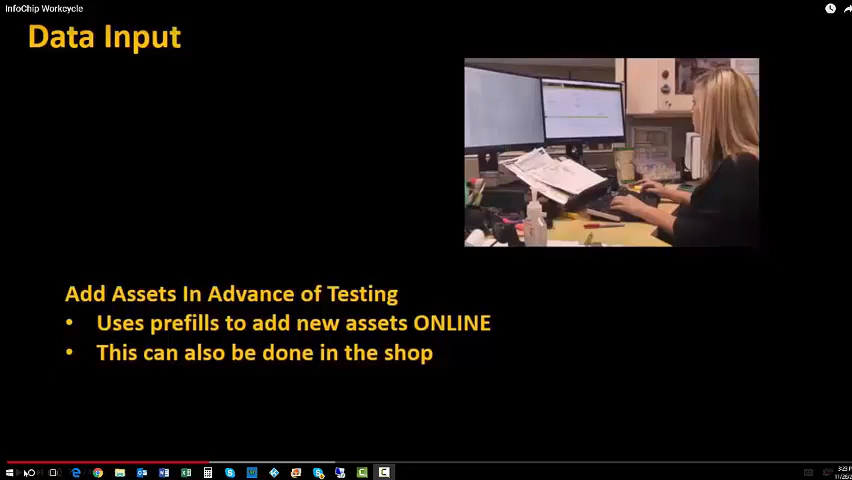 InfoChip Workcycle
Data Input
Add Assets In Advance of Testing
• Uses prefills to add new assets ONLINE
• This can also be done in the shop